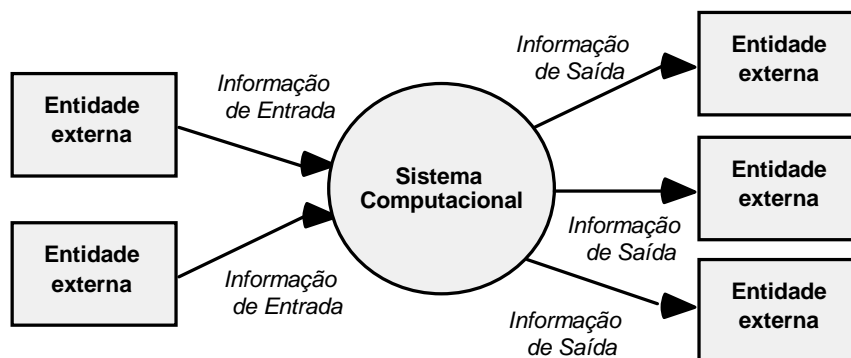 Entidade
externa
Entidade
externa
Informação
de Entrada
Informação
de Entrada
Sistema
Computacional
Informação
de Saída
Informação
de Saída
Informação
de Saída
Entidade
externa
Entidade
externa
Entidade
externa